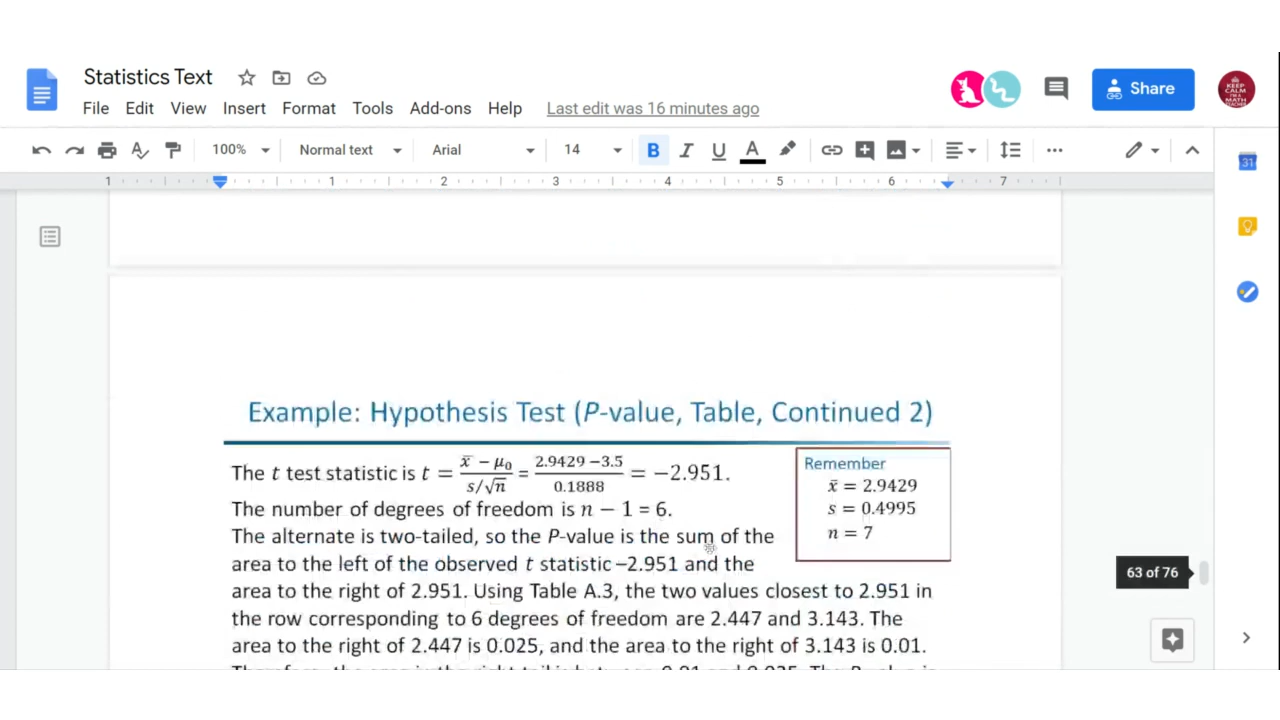 Statistics Text
File Edit View Insert Format Tools Add-ons Help Last edit was 16 minutes ago
KEEP CALM I'M A MATH
Share
100% Normal text Arial 14 B I U A
1 1 2 3 4 5 6 7
31
Example: Hypothesis Test (P-value, Table, Continued 2)
The t test statistic is t = (x̄ − μ₀)/(s/√n) = (2.9429 −3.5)/0.1888 = −2.951.
The number of degrees of freedom is n − 1 = 6.
The alternate is two-tailed, so the P-value is the sum of the
area to the left of the observed t statistic −2.951 and the
area to the right of 2.951. Using Table A.3, the two values closest to 2.951 in
the row corresponding to 6 degrees of freedom are 2.447 and 3.143. The
area to the right of 2.447 is 0.025, and the area to the right of 3.143 is 0.01.
Remember
x̄ = 2.9429
s = 0.4995
n = 7
63 of 76